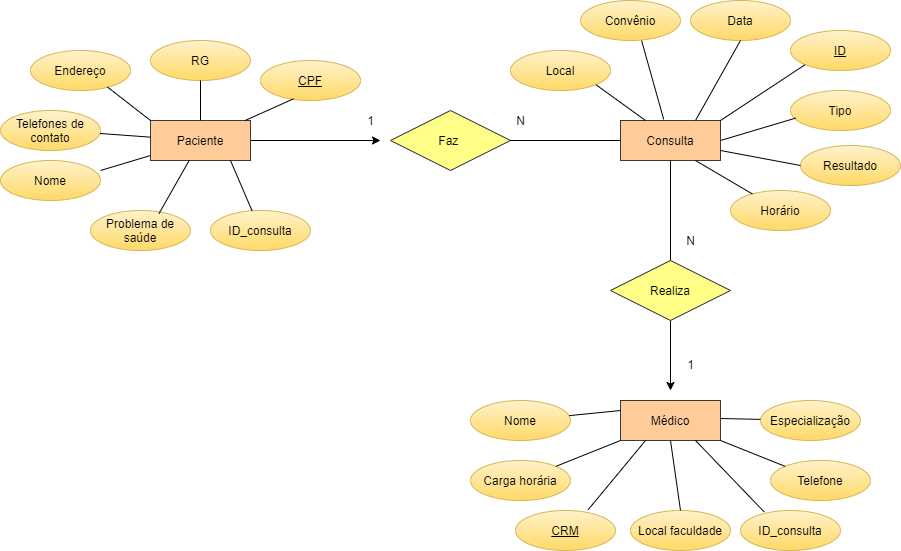 Convênio
Data
RG
ID
Endereço
Local
CPF
Tipo
1
N
Telefones de
contato
Paciente
Faz
Consulta
Resultado
Nome
Horário
Problema de
saúde
ID_consulta
N
Realiza
1
Nome
Médico
Especialização
Carga horária
Telefone
CRM
Local faculdade
ID_consulta